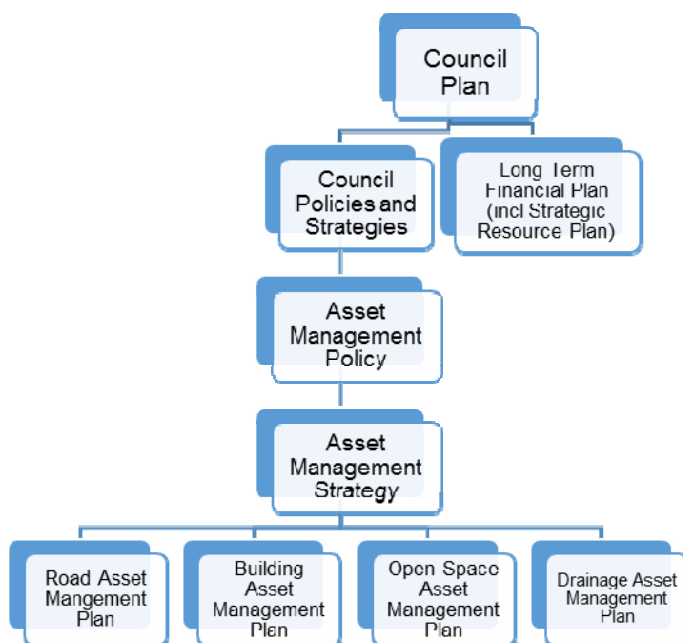 Council
Plan
Council
Policies and
Strategies
Long Term
Financial Plan
(incl Strategic
Resource Plan)
Asset
Management
Policy
Asset
Management
Strategy
Road Asset
Mangement
Plan
Building
Asset
Management
Plan
Open Space
Asset
Management
Plan
Drainage Asset
Management
Plan